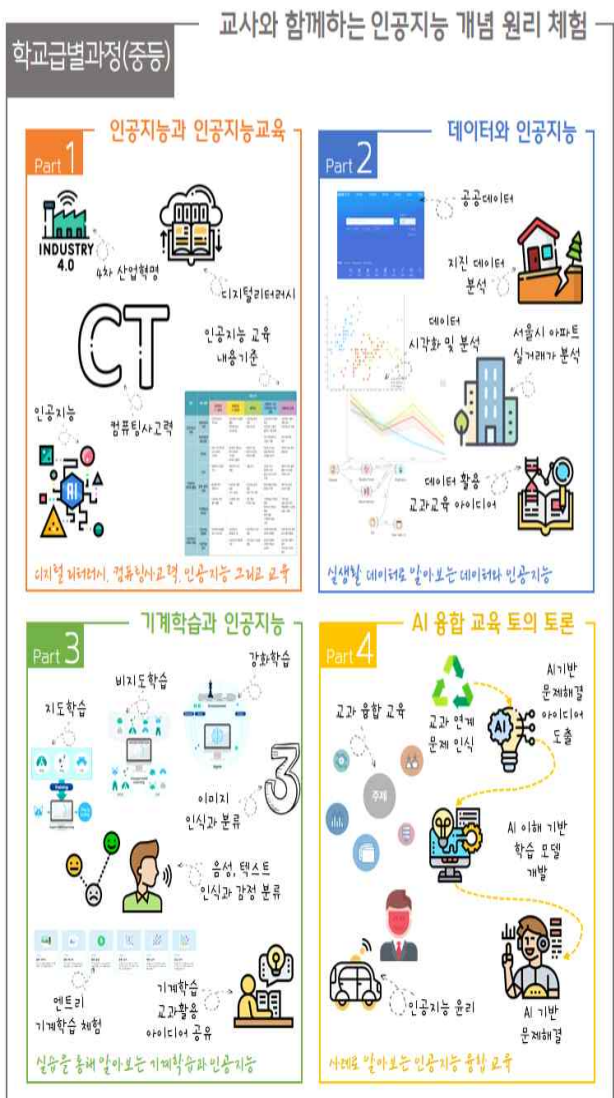 교사와 함께하는 인공지능 개념 원리 체험
학교급별과정(중등)
Part 1
인공지능과 인공지능교육
INDUSTRY
4.0
4차 산업혁명
디지털리터러시
CT
컴퓨팅사고력
인공지능 교육
내용기준
인공지능
AI
디지털 리터러시, 컴퓨팅사고력, 인공지능 그리고 교육
Part 2
데이터와 인공지능
공공데이터
지진 데이터
분석
데이터
시각화 및 분석
서울시 아파트
실거래가 분석
데이터 활용
교과교육 아이디어
실생활 데이터로 알아보는 데이터와 인공지능
Part 3
기계학습과 인공지능
지도학습
비지도학습
강화학습
3
이미지
인식과 분류
음성, 텍스트
인식과 감정 분류
엔트리
기계학습 체험
기계학습
교과활용
아이디어 공유
실습을 통해 알아보는 기계학습과 인공지능
Part 4
AI 융합 교육 토의 토론
교과 융합 교육
주제
교과 연계
문제 인식
AI
AI기반
문제해결
아이디어
도출
AI 이해 기반
학습 모델
개발
인공지능 윤리
AI 기반
문제해결
사례로 알아보는 인공지능 융합 교육